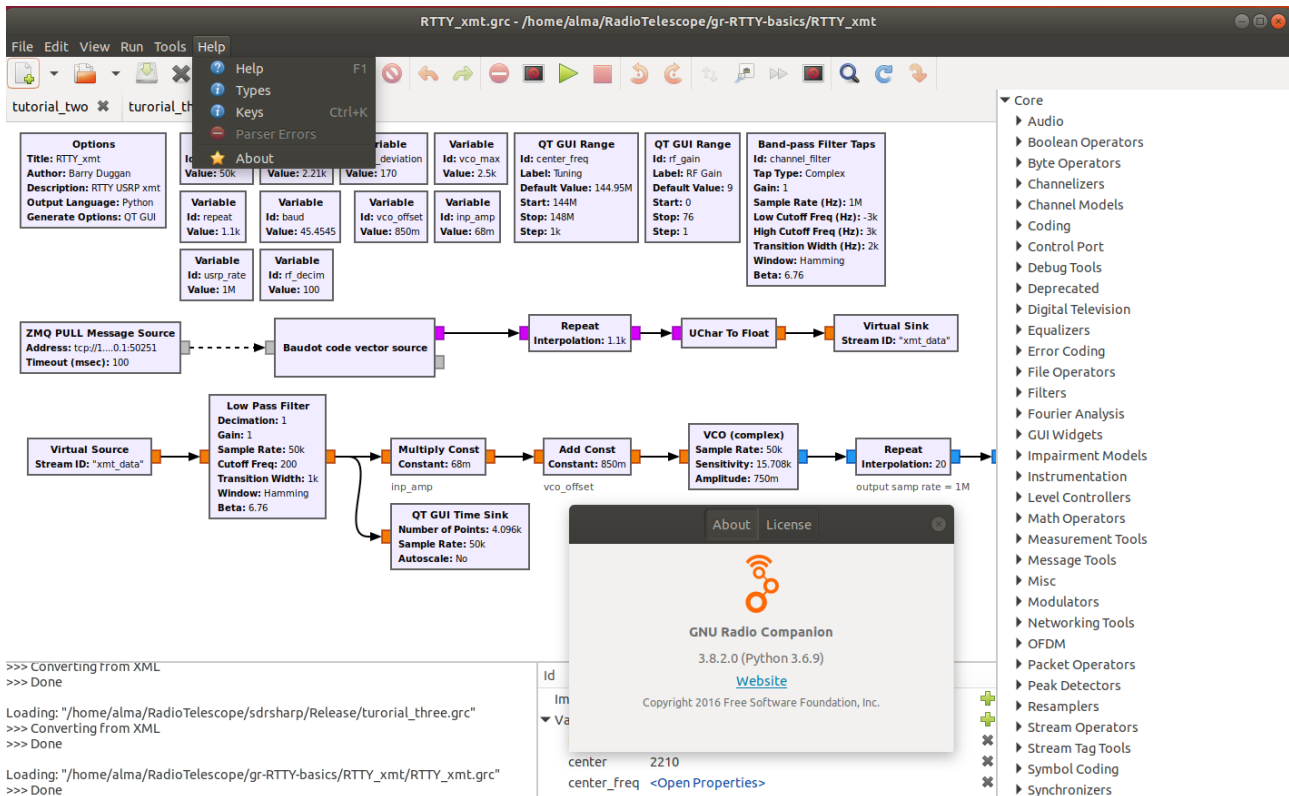 RTTY_xmt.grc - /home/alma/RadioTelescope/gr-RTTY-basics/RTTY_xmt
File Edit View Run Tools Help
Help F1
Types
Keys Ctrl+K
Parser Errors
About
tutorial_two
turorial_th
Options
Title: RTTY_xmt
Author: Barry Duggan
Description: RTTY USRP xmt
Output Language: Python
Generate Options: QT GUI
Value: 50k
Value: 2.21k
riable
_deviation
Value: 170
Variable
Id: vco_max
Value: 2.5k
QT GUI Range
Id: center_freq
Label: Tuning
Default Value: 144.95M
Start: 144M
Stop: 148M
Step: 1k
QT GUI Range
Id: rf_gain
Label: RF Gain
Default Value: 9
Start: 0
Stop: 76
Step: 1
Band-pass Filter Taps
Id: channel_filter
Tap Type: Complex
Gain: 1
Sample Rate (Hz): 1M
Low Cutoff Freq (Hz): -3k
High Cutoff Freq (Hz): 3k
Transition Width (Hz): 2k
Window: Hamming
Beta: 6.76
Variable
Id: repeat
Value: 1.1k
Variable
Id: baud
Value: 45.4545
Variable
Id: vco_offset
Value: 850m
Variable
Id: inp_amp
Value: 68m
Variable
Id: usrp_rate
Value: 1M
Variable
Id: rf_decim
Value: 100
ZMQ PULL Message Source
Address: tcp://1....0.1:50251
Timeout (msec): 100
Baudot code vector source
Repeat
Interpolation: 1.1k
UChar To Float
Virtual Sink
Stream ID: "xmt_data"
Virtual Source
Stream ID: "xmt_data"
Low Pass Filter
Decimation: 1
Gain: 1
Sample Rate: 50k
Cutoff Freq: 200
Transition Width: 1k
Window: Hamming
Beta: 6.76
Multiply Const
Constant: 68m
inp_amp
Add Const
Constant: 850m
vco_offset
VCO (complex)
Sample Rate: 50k
Sensitivity: 15.708k
Amplitude: 750m
Repeat
Interpolation: 20
output samp rate = 1M
QT GUI Time Sink
Number of Points: 4.096k
Sample Rate: 50k
Autoscale: No
About License
GNU Radio Companion
3.8.2.0 (Python 3.6.9)
Website
Copyright 2016 Free Software Foundation, Inc.
>>> Converting from XML
>>> Done
Loading: "/home/alma/RadioTelescope/sdrsharp/Release/turorial_three.grc"
>>> Converting from XML
>>> Done
Loading: "/home/alma/RadioTelescope/gr-RTTY-basics/RTTY_xmt/RTTY_xmt.grc"
>>> Done
Id
Im
Va
center 2210
center_freq <Open Properties>
Core
Audio
Boolean Operators
Byte Operators
Channelizers
Channel Models
Coding
Control Port
Debug Tools
Deprecated
Digital Television
Equalizers
Error Coding
File Operators
Filters
Fourier Analysis
GUI Widgets
Impairment Models
Instrumentation
Level Controllers
Math Operators
Measurement Tools
Message Tools
Misc
Modulators
Networking Tools
OFDM
Packet Operators
Peak Detectors
Resamplers
Stream Operators
Stream Tag Tools
Symbol Coding
Synchronizers